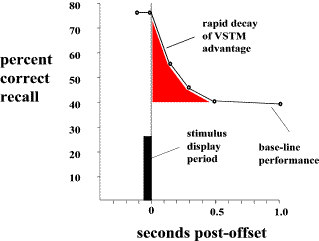 80
70
60
50
40
30
20
10
percent
correct
recall
rapid decay
of VSTM
advantage
stimulus
display
period
base-line
performance
0
0.5
1.0
seconds post-offset